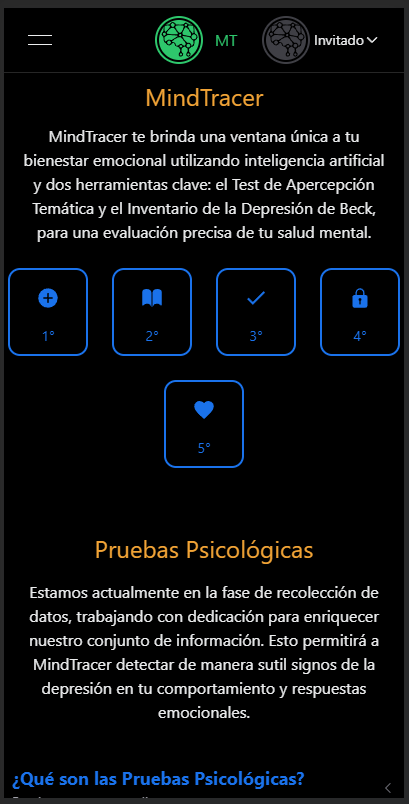 MT
Invitado
MindTracer
MindTracer te brinda una ventana única a tu
bienestar emocional utilizando inteligencia artificial
y dos herramientas clave: el Test de Apercepción
Temática y el Inventario de la Depresión de Beck,
para una evaluación precisa de tu salud mental.
1°
2°
3°
4°
5°
Pruebas Psicológicas
Estamos actualmente en la fase de recolección de
datos, trabajando con dedicación para enriquecer
nuestro conjunto de información. Esto permitirá a
MindTracer detectar de manera sutil signos de la
depresión en tu comportamiento y respuestas
emocionales.
¿Qué son las Pruebas Psicológicas?